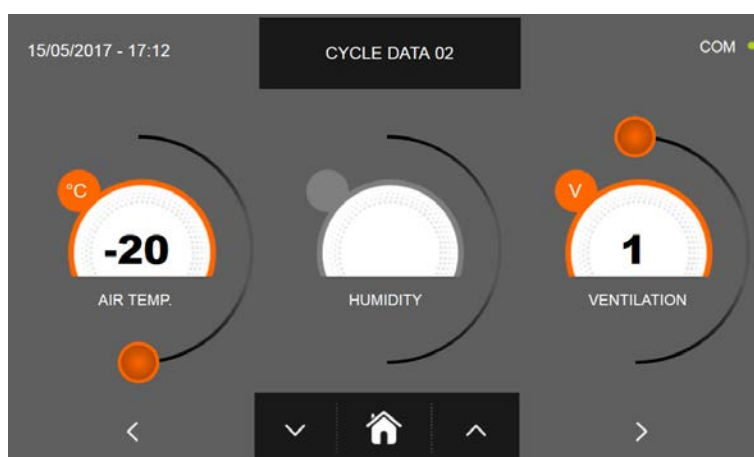 15/05/2017 - 17:12
CYCLE DATA 02
COM
°C
-20
AIR TEMP.
HUMIDITY
V
1
VENTILATION